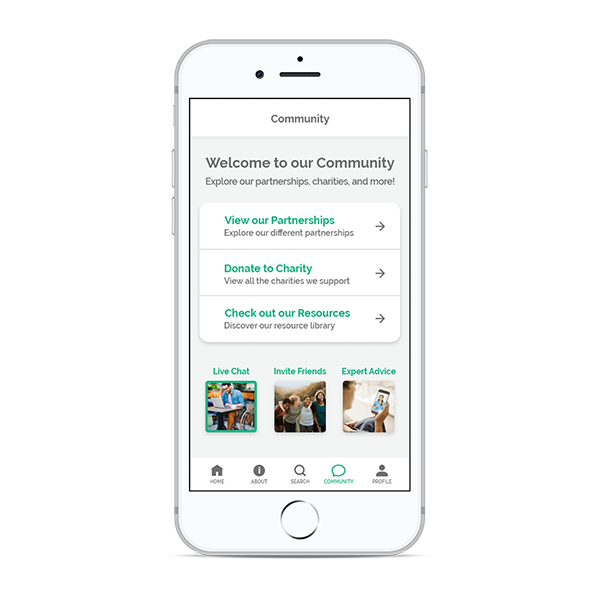 Community
Welcome to our Community
Explore our partnerships, charities, and more!
View our Partnerships
Explore our different partnerships
Donate to Charity
View all the charities we support
Check out our Resources
Discover our resource library
Live Chat Invite Friends Expert Advice
HOME ABOUT SEARCH COMMUNITY PROFILE